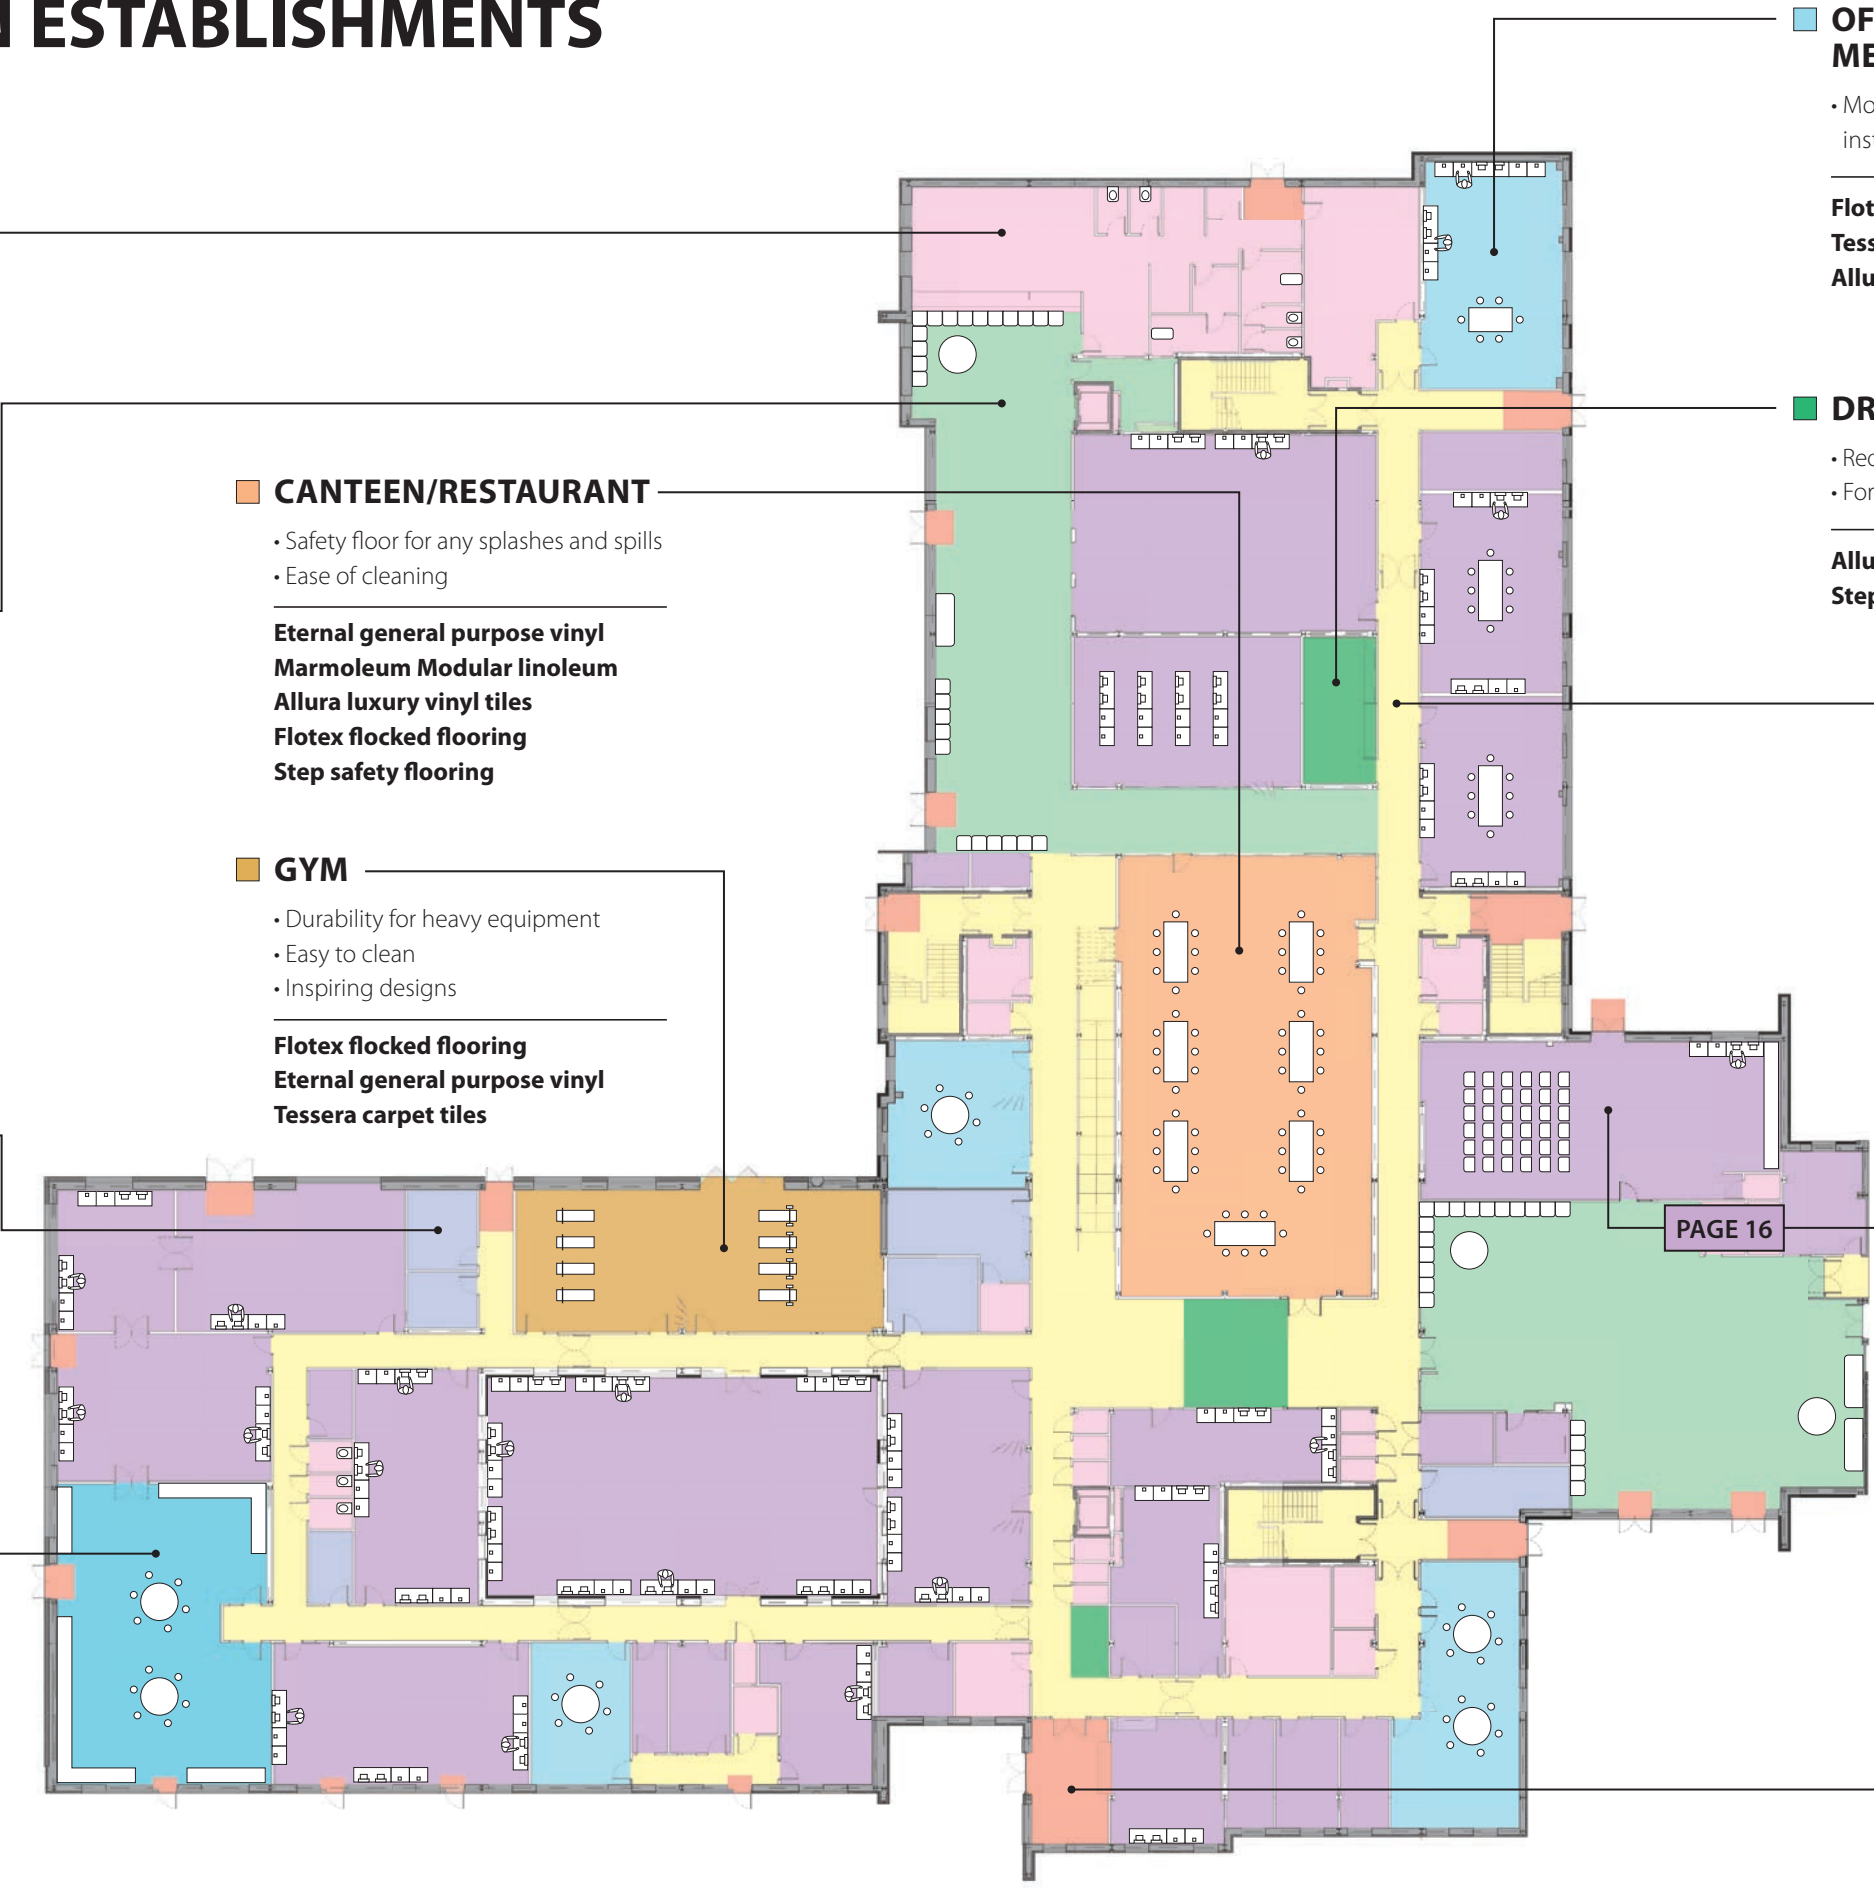 ESTABLISHMENTS
CANTEEN/RESTAURANT
• Safety floor for any splashes and spills
• Ease of cleaning
Eternal general purpose vinyl
Marmoleum Modular linoleum
Allura luxury vinyl tiles
Flotex flocked flooring
Step safety flooring
GYM
• Durability for heavy equipment
• Easy to clean
• Inspiring designs
Flotex flocked flooring
Eternal general purpose vinyl
Tessera carpet tiles
PAGE 16